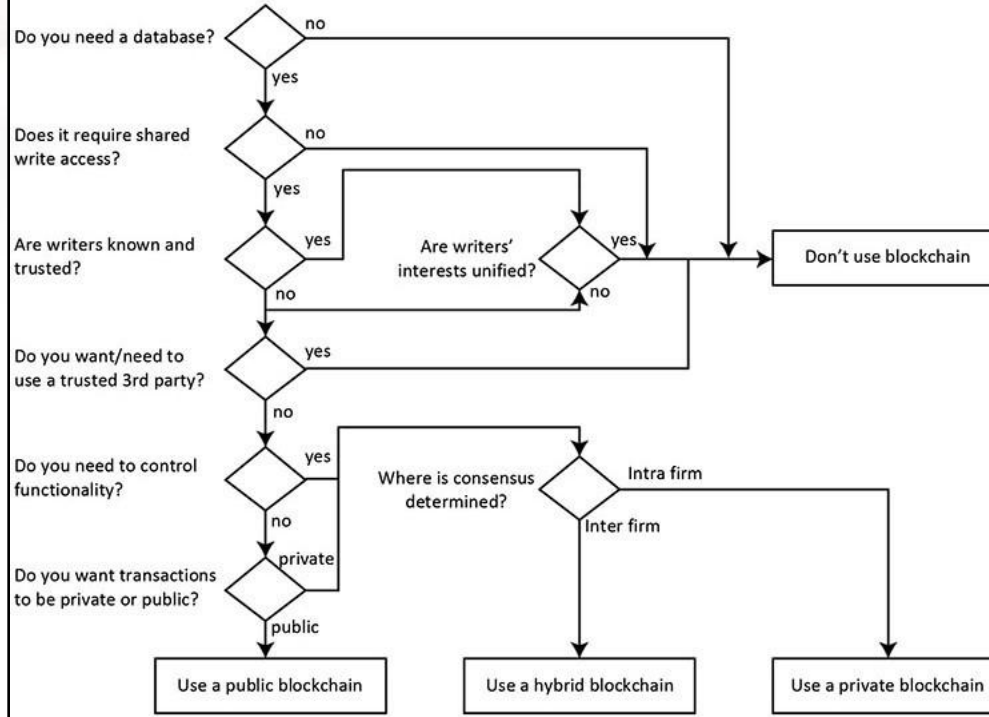 no
Do you need a database?
yes
Does it require shared
write access?
no
yes
Are writers known and
trusted?
yes
no
Are writers’
interests unified?
yes
no
Don’t use blockchain
Do you want/need to
use a trusted 3rd party?
yes
no
Do you need to control
functionality?
yes
no
Where is consensus
determined?
Intra firm
Inter firm
Do you want transactions
to be private or public?
private
public
Use a public blockchain
Use a hybrid blockchain
Use a private blockchain